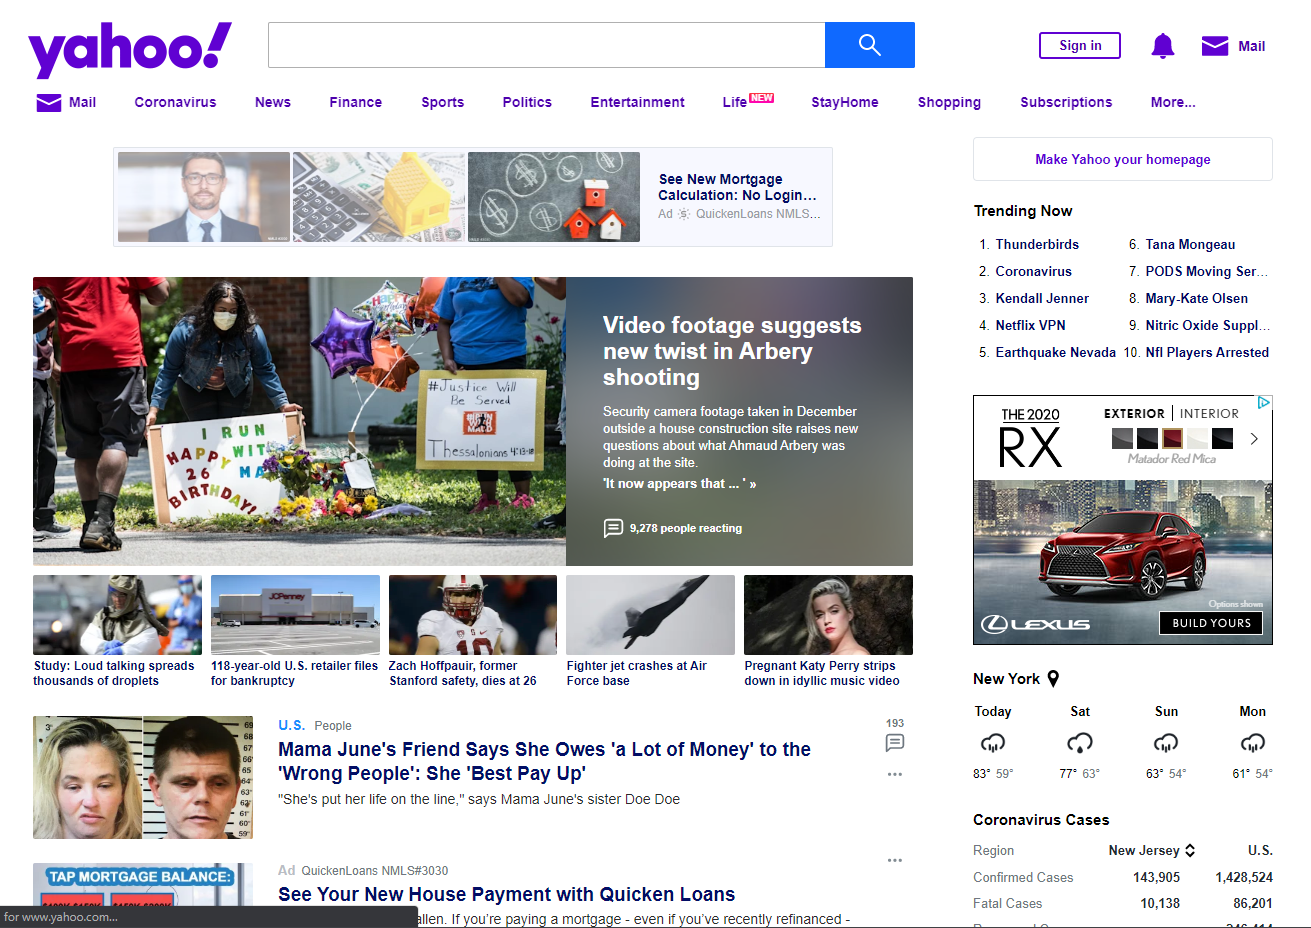 yahoo!
Sign in
Mail
Mail
Coronavirus
News
Finance
Sports
Politics
Entertainment
Life NEW
StayHome
Shopping
Subscriptions
More...
See New Mortgage
Calculation: No Login...
Ad QuickenLoans NMLS...
Make Yahoo your homepage
Trending Now
1. Thunderbirds
2. Coronavirus
3. Kendall Jenner
4. Netflix VPN
5. Earthquake Nevada
6. Tana Mongeau
7. PODS Moving Ser...
8. Mary-Kate Olsen
9. Nitric Oxide Suppl...
10. Nfl Players Arrested
I RUN
WIT
MA
HAPPY
26
BIRTHDAY!
#Justice Will
Be Served
Thessalonians 4:13-18
Video footage suggests
new twist in Arbery
shooting
Security camera footage taken in December
outside a house construction site raises new
questions about what Ahmaud Arbery was
doing at the site.
'It now appears that ... ' »
9,278 people reacting
THE 2020
RX
EXTERIOR | INTERIOR
Matador Red Mica
Options shown
LEXUS
BUILD YOURS
JCPenney
Study: Loud talking spreads
thousands of droplets
118-year-old U.S. retailer files
for bankruptcy
Zach Hoffpauir, former
Stanford safety, dies at 26
Fighter jet crashes at Air
Force base
Pregnant Katy Perry strips
down in idyllic music video
New York
Today
Sat
Sun
Mon
83° 59°
77° 63°
63° 54°
61° 54°
U.S. People
193
Mama June's Friend Says She Owes 'a Lot of Money' to the
'Wrong People': She 'Best Pay Up'
"She's put her life on the line," says Mama June's sister Doe Doe
Coronavirus Cases
Region New Jersey U.S.
Confirmed Cases 143,905 1,428,524
Fatal Cases 10,138 86,201
Ad QuickenLoans NMLS#3030
See Your New House Payment with Quicken Loans
TAP MORTGAGE BALANCE:
allen. If you're paying a mortgage - even if you've recently refinanced -
for www.yahoo.com...